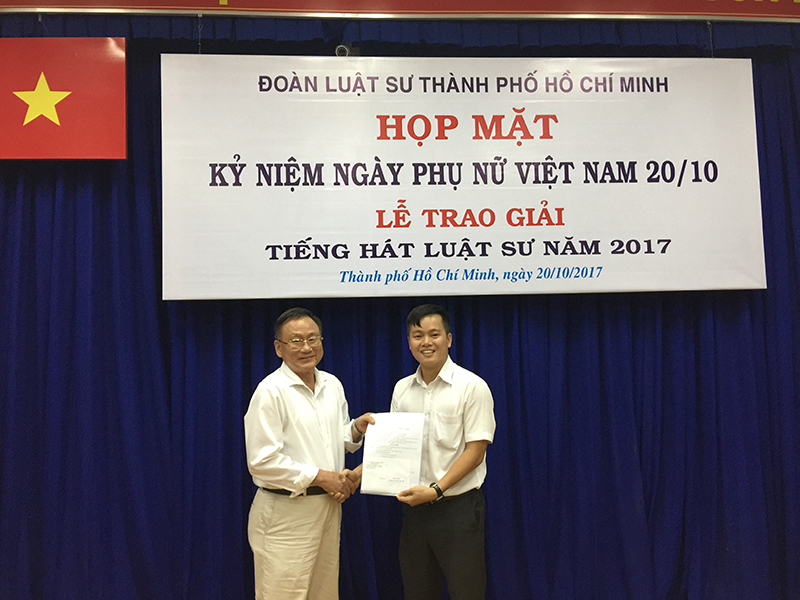 ĐOÀN LUẬT SƯ THÀNH PHỐ HỒ CHÍ MINH
HỌP MẶT
KỶ NIỆM NGÀY PHỤ NỮ VIỆT NAM 20/10
LỄ TRAO GIẢI
TIẾNG HÁT LUẬT SƯ NĂM 2017
Thành phố Hồ Chí Minh, ngày 20/10/2017